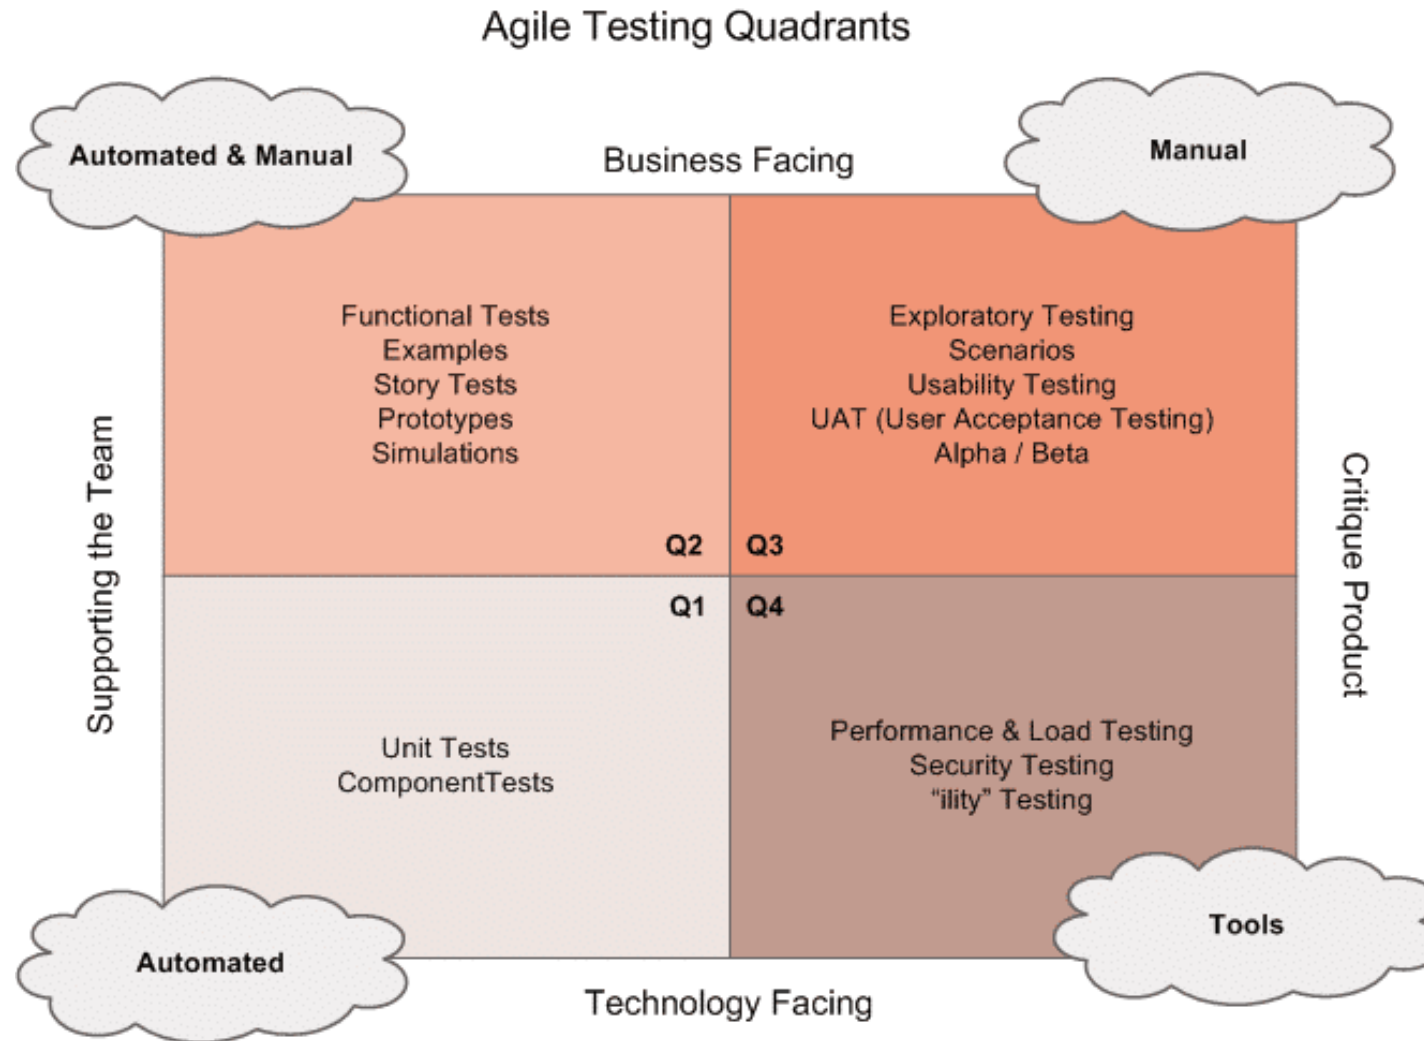 Agile Testing Quadrants
Automated & Manual
Business Facing
Manual
Functional Tests
Examples
Story Tests
Prototypes
Simulations
Exploratory Testing
Scenarios
Usability Testing
UAT (User Acceptance Testing)
Alpha / Beta
Supporting the Team
Critique Product
Q2
Q3
Q1
Q4
Unit Tests
ComponentTests
Performance & Load Testing
Security Testing
“ility” Testing
Automated
Tools
Technology Facing